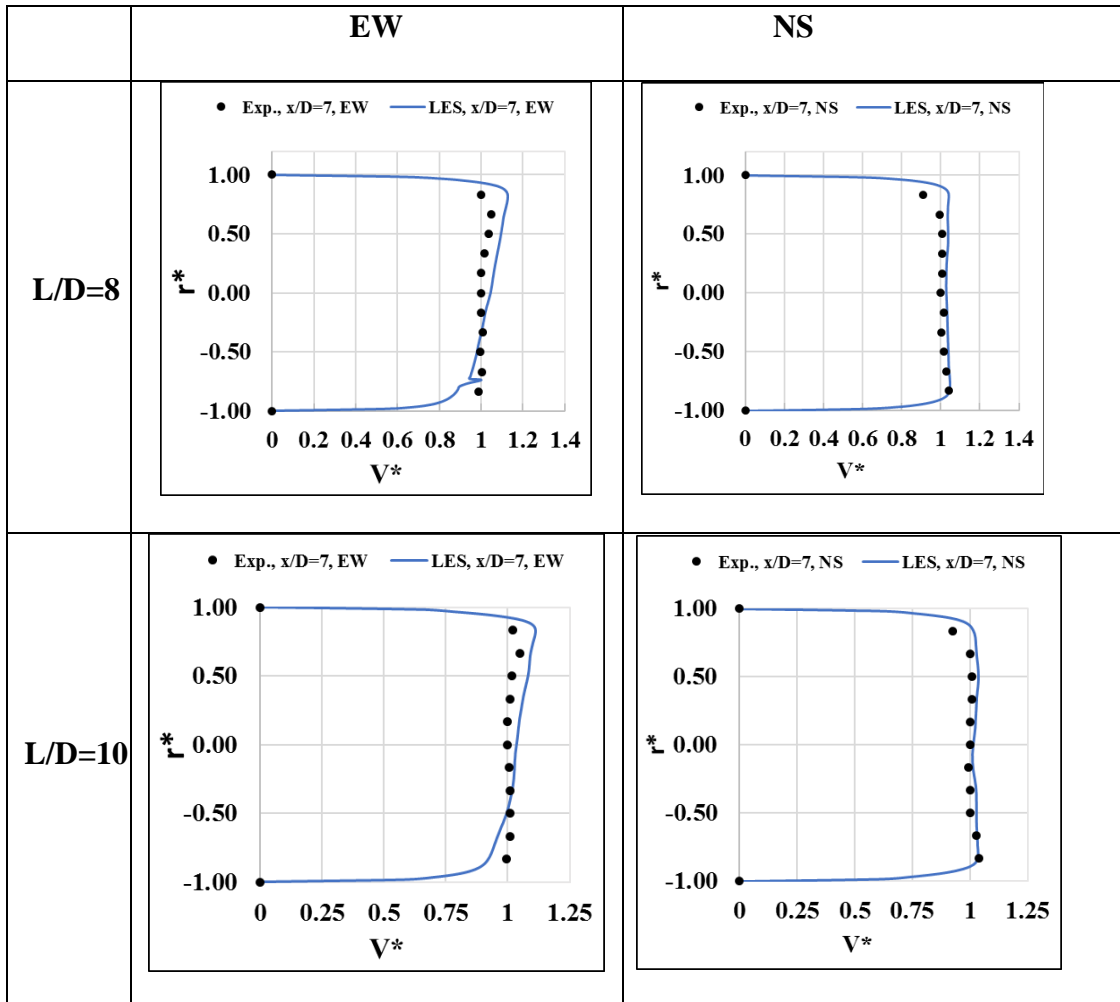 EW NS
L/D=8
Exp., x/D=7, EW LES, x/D=7, EW
1.00
0.50
0.00
-0.50
-1.00
r*
0 0.2 0.4 0.6 0.8 1 1.2 1.4
V*
Exp., x/D=7, NS LES, x/D=7, NS
1.00
0.50
0.00
-0.50
-1.00
r*
0 0.2 0.4 0.6 0.8 1 1.2 1.4
V*
L/D=10
Exp., x/D=7, EW LES, x/D=7, EW
1.00
0.50
0.00
-0.50
-1.00
r*
0 0.25 0.5 0.75 1 1.25
V*
Exp., x/D=7, NS LES, x/D=7, NS
1.00
0.50
0.00
-0.50
-1.00
r*
0 0.25 0.5 0.75 1 1.25
V*